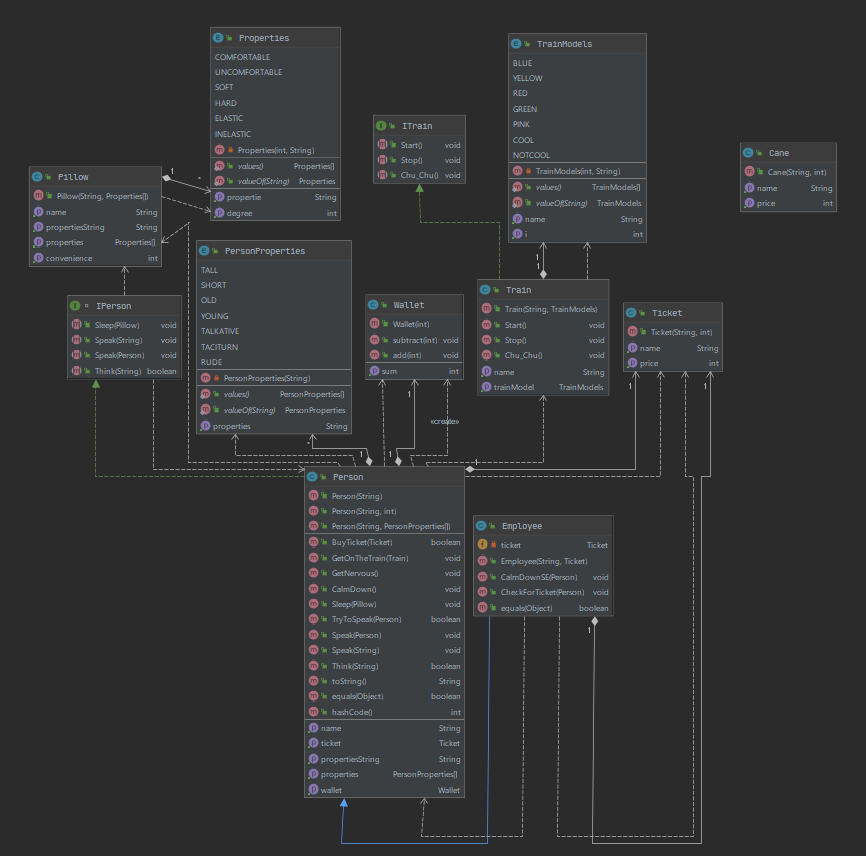 Properties
COMFORTABLE
UNCOMFORTABLE
SOFT
HARD
ELASTIC
INELASTIC
Properties(int, String)
values() Properties[]
valueOf(String) Properties
propertie String
degree int
TrainModels
BLUE
YELLOW
RED
GREEN
PINK
COOL
NOTCOOL
TrainModels(int, String)
values() TrainModels[]
valueOf(String) TrainModels
name String
i int
ITrain
Start() void
Stop() void
Chu_Chu() void
Cane
Cane(String, int)
name String
price int
Pillow
Pillow(String, Properties[])
name String
propertiesString String
properties Properties[]
convenience int
1
*
PersonProperties
TALL
SHORT
OLD
YOUNG
TALKATIVE
TACITURN
RUDE
PersonProperties(String)
values() PersonProperties[]
valueOf(String) PersonProperties
properties String
IPerson
Sleep(Pillow) void
Speak(String) void
Speak(Person) void
Think(String) boolean
Wallet
Wallet(int)
subtract(int) void
add(int) void
sum int
1
1
Train
Train(String, TrainModels)
Start() void
Stop() void
Chu_Chu() void
name String
trainModel TrainModels
Ticket
Ticket(String, int)
name String
price int
1
1
1
«create»
*
1
1
1
Person
Person(String)
Person(String, int)
Person(String, PersonProperties[])
BuyTicket(Ticket) boolean
GetOnTheTrain(Train) void
GetNervous() void
CalmDown() void
Sleep(Pillow) void
TryToSpeak(Person) boolean
Speak(Person) void
Speak(String) void
Think(String) boolean
toString() String
equals(Object) boolean
hashCode() int
name String
ticket Ticket
propertiesString String
properties PersonProperties[]
wallet Wallet
Employee
ticket Ticket
Employee(String, Ticket)
CalmDownSE(Person) void
CheckForTicket(Person) void
equals(Object) boolean
1